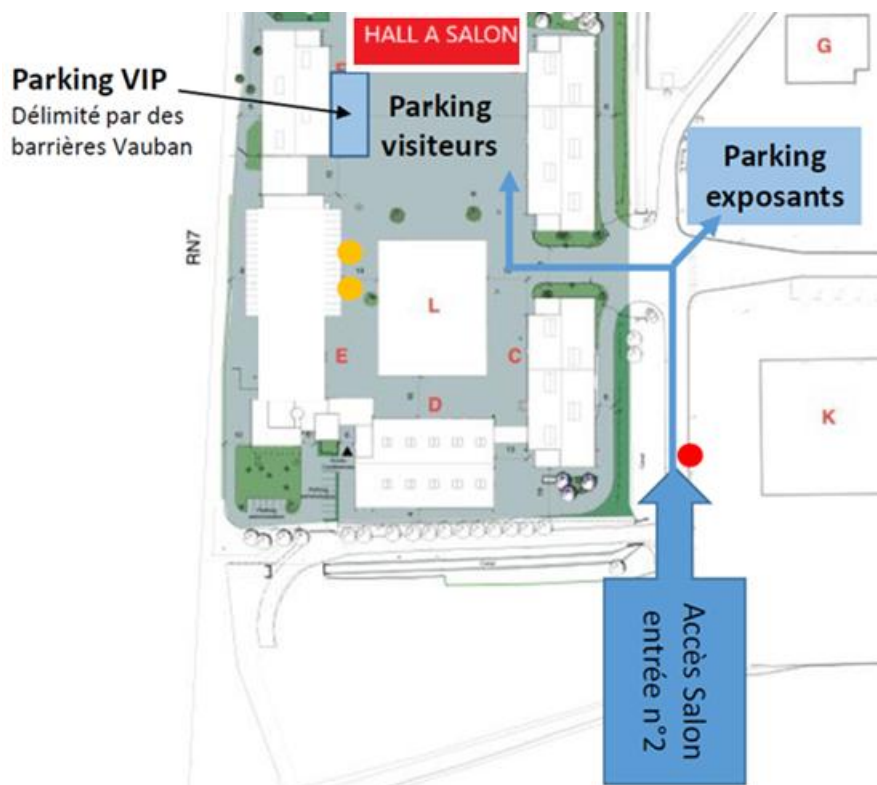 HALL A SALON
G
Parking VIP
Délimité par des
barrières Vauban
Parking
visiteurs
Parking
exposants
RN7
L
E
C
D
K
Accès Salon
entrée n°2